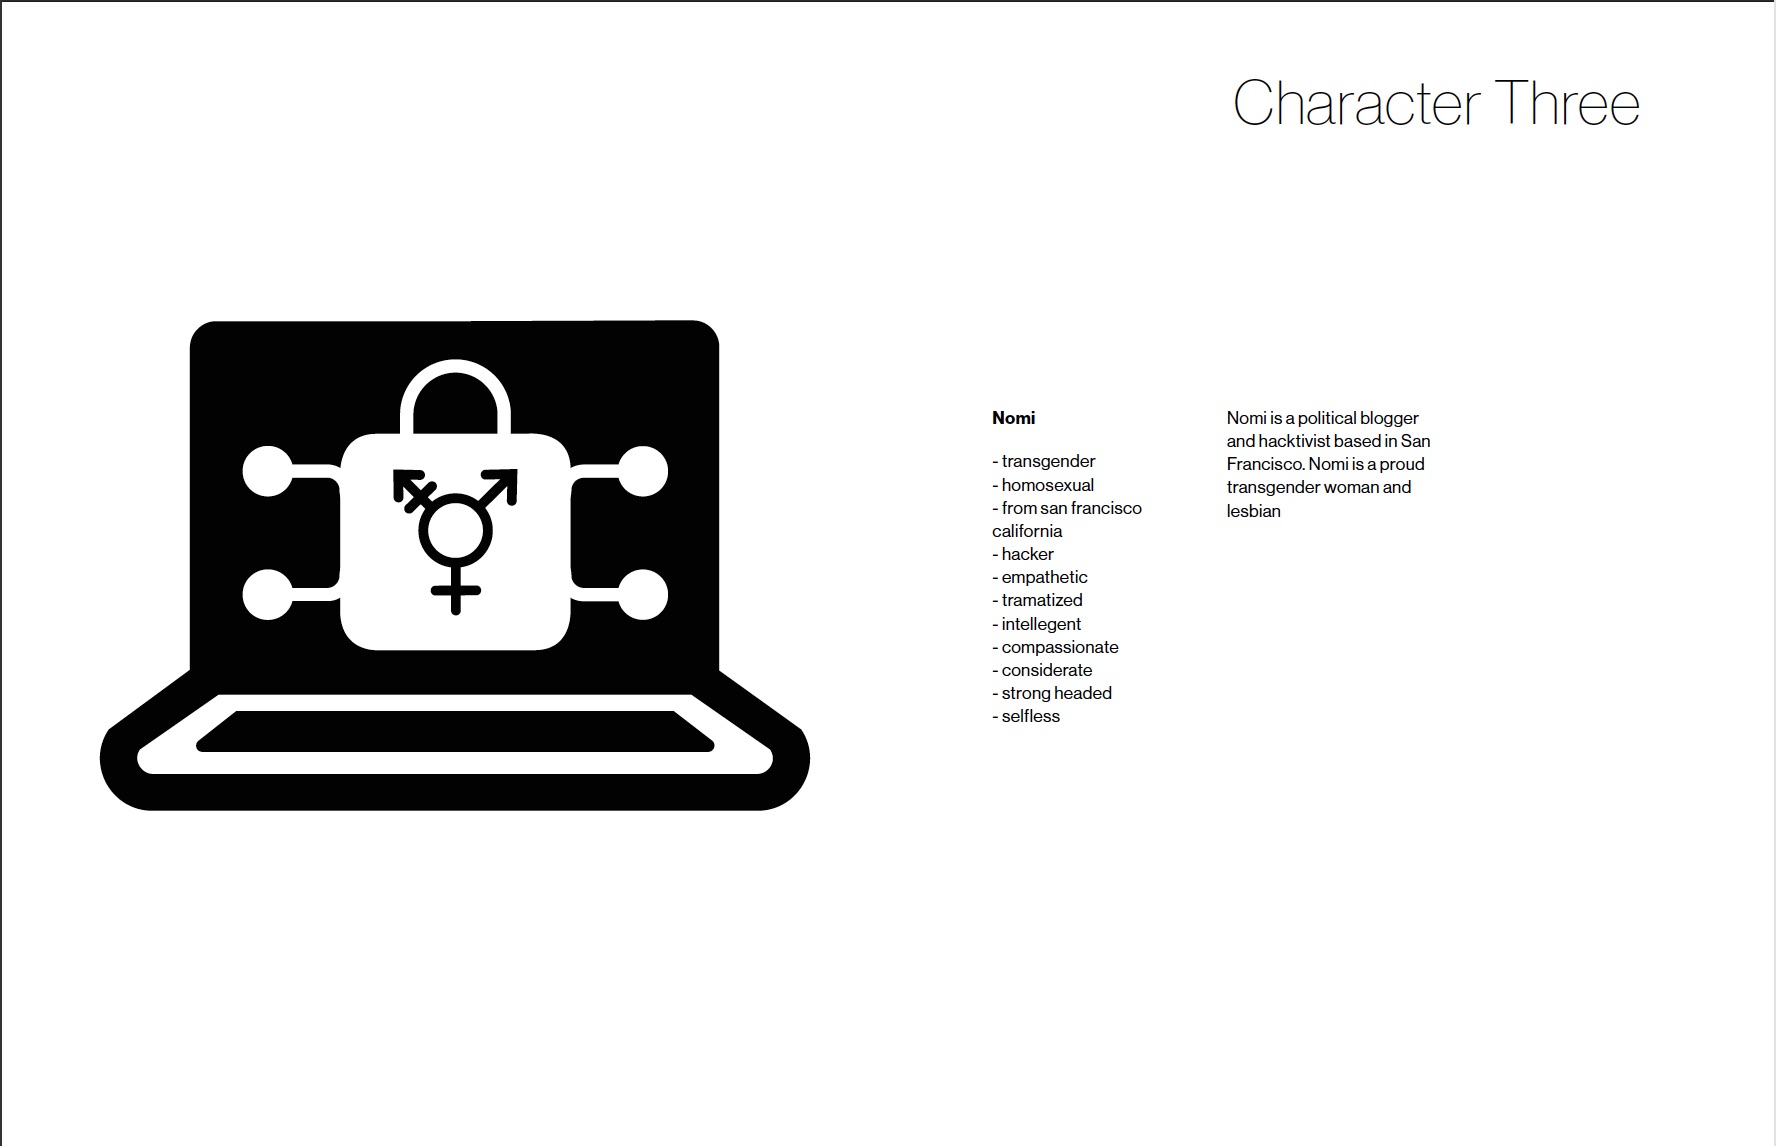 Character Three
Nomi
- transgender
- homosexual
- from san francisco
california
- hacker
- empathetic
- tramatized
- intellegent
- compassionate
- considerate
- strong headed
- selfless
Nomi is a political blogger
and hacktivist based in San
Francisco. Nomi is a proud
transgender woman and
lesbian